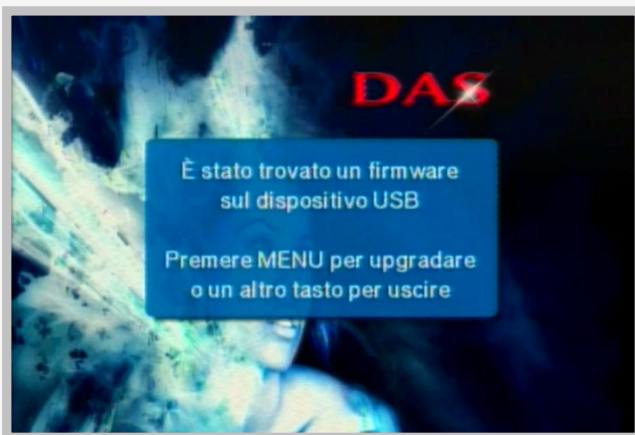 DAS
È stato trovato un firmware
sul dispositivo USB
Premere MENU per upgradare
o un altro tasto per uscire